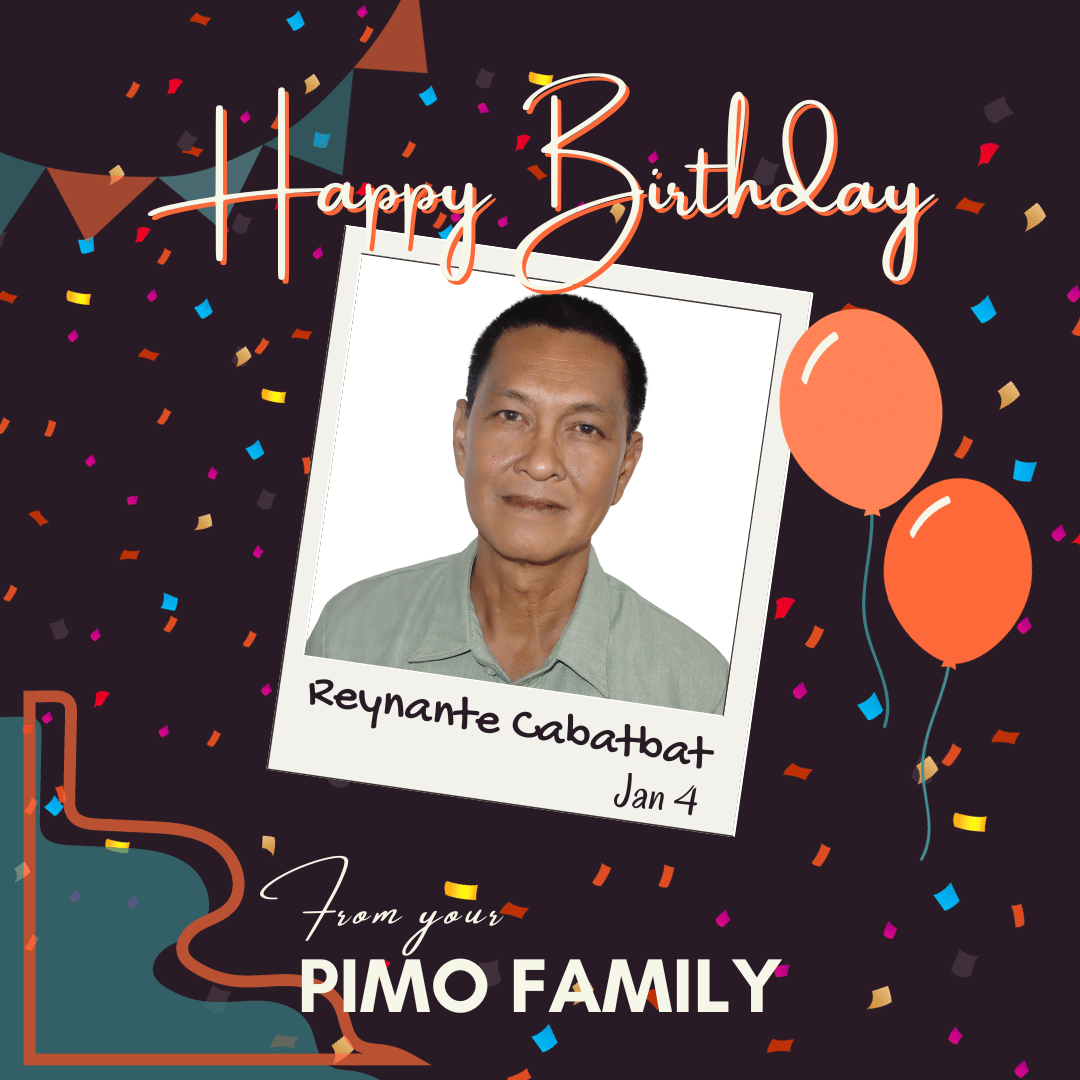 Happy Birthday
Reynante Cabatbat
Jan 4
From your
PIMO FAMILY